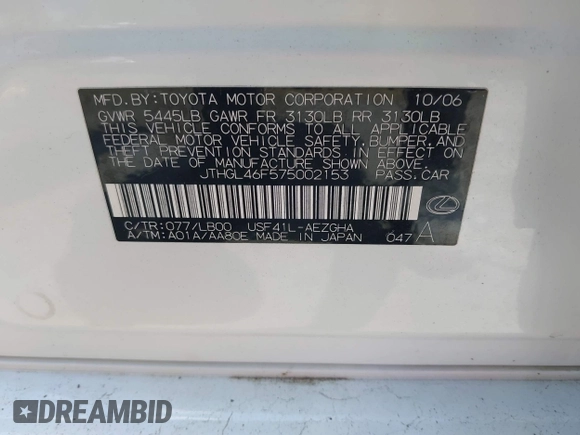 MFD.BY:TOYOTA MOTOR CORPORATION 10/06
GVWR 5445LB GAWR FR 3130LB RR 3130LB
THIS VEHICLE CONFORMS TO ALL APPLICABLE
FEDERAL MOTOR VEHICLE SAFETY, BUMPER, AND
THEFT PREVENTION STANDARDS IN EFFECT ON
THE DATE OF MANUFACTURE SHOWN ABOVE.
JTHGL46F575002153 PASS.CAR
C/TR:077/LB00 USF41L-AEZGHA
A/TM:A01A/AA80E MADE IN JAPAN 047 A
DREAMBID